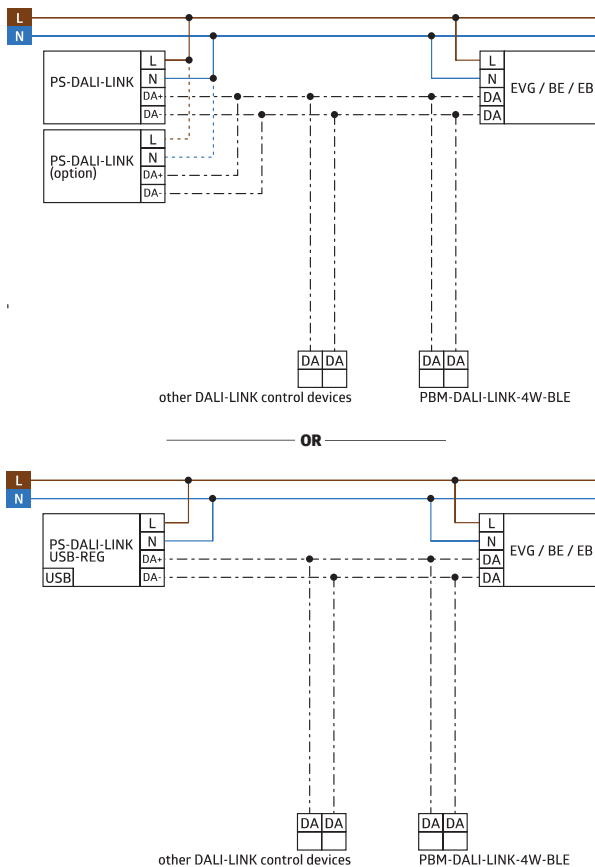 L
N
PS-DALI-LINK
L
N
DA+
DA-
L
N
DA
DA
EVG / BE / EB
PS-DALI-LINK
(option)
L
N
DA+
DA-
DA DA
DA DA
other DALI-LINK control devices
PBM-DALI-LINK-4W-BLE
OR
L
N
PS-DALI-LINK
USB-REG
USB
L
N
DA+
DA-
L
N
DA
DA
EVG / BE / EB
DA DA
DA DA
other DALI-LINK control devices
PBM-DALI-LINK-4W-BLE